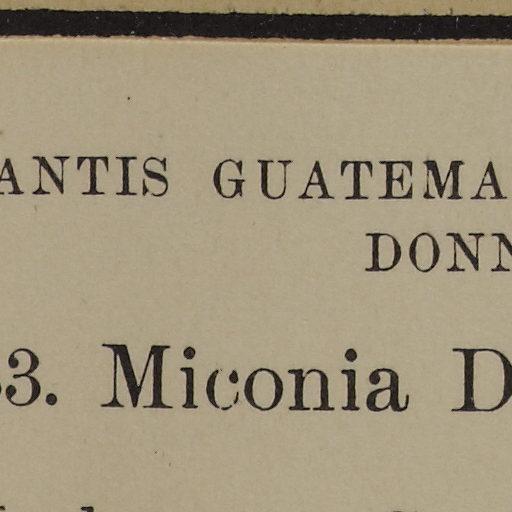 ANTIS GUATEMA
DONN
3. Miconia D